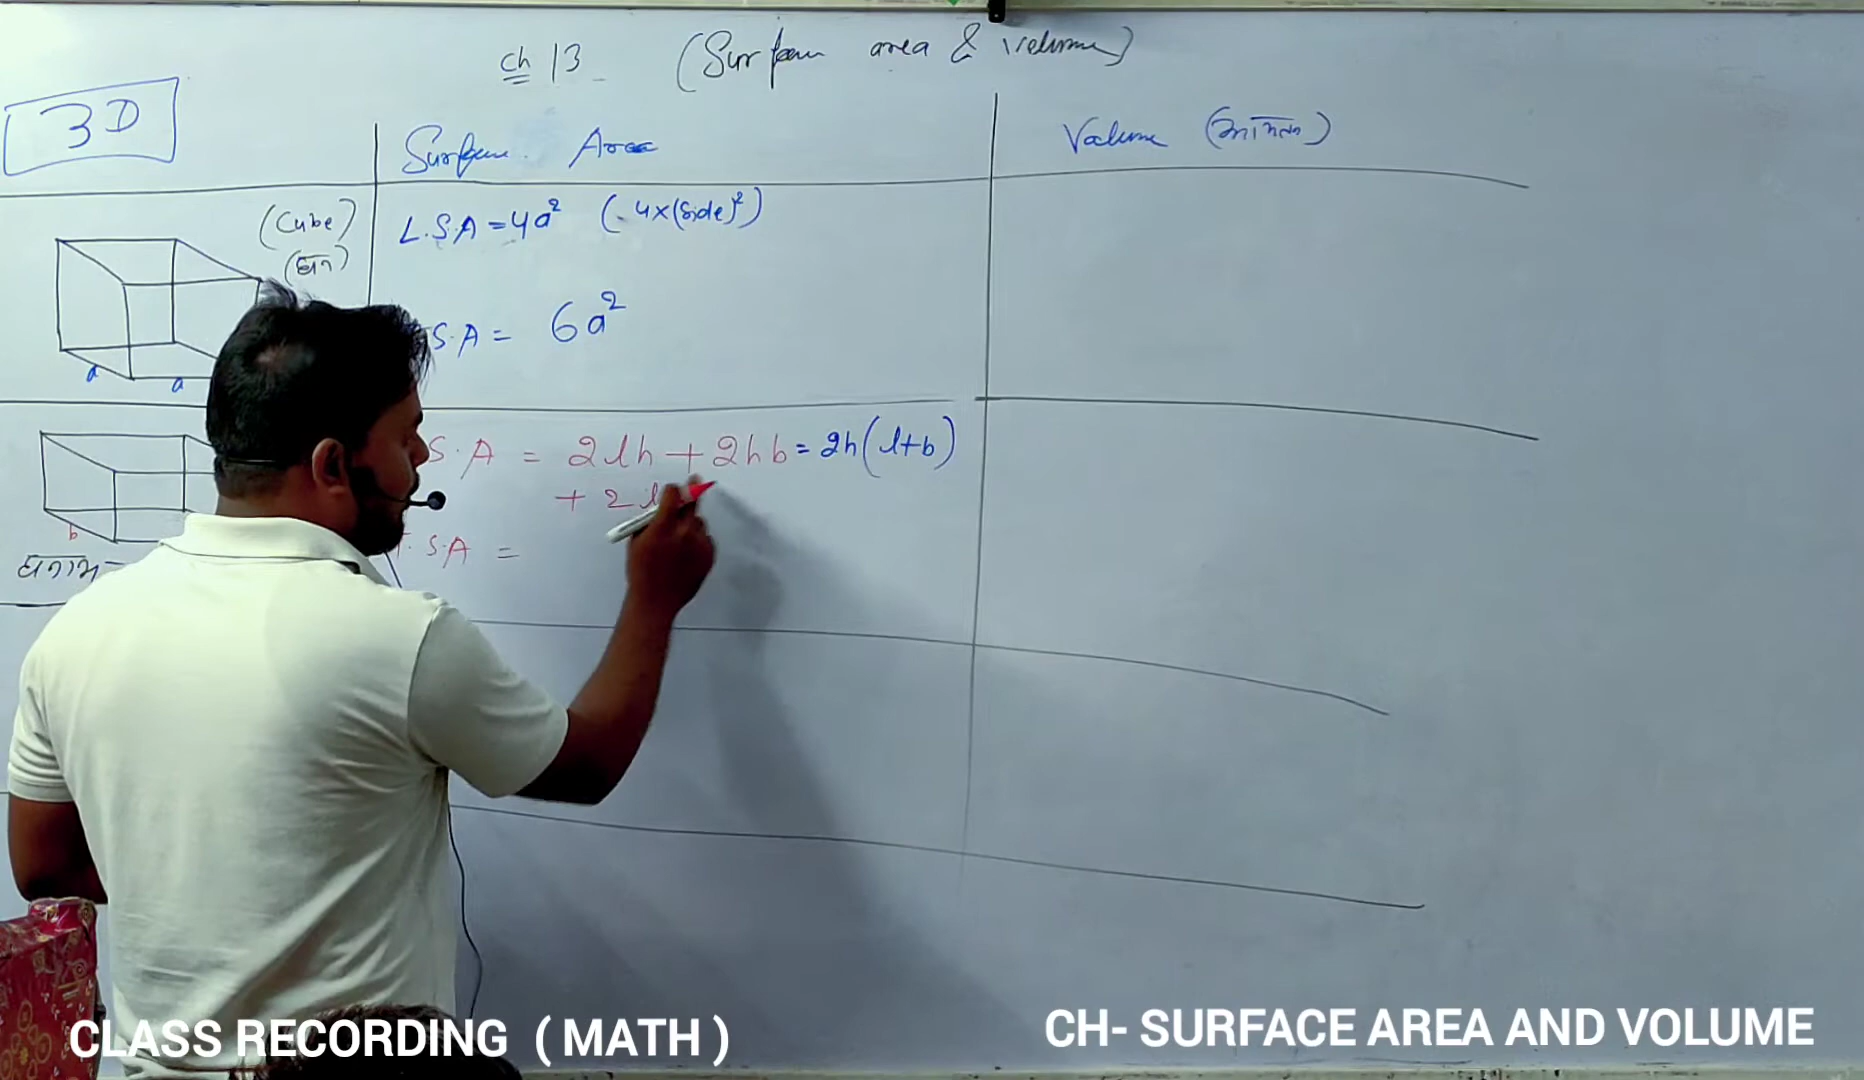 ch 13 (Surface area & Volume)
3D
Surface Area
Volume (आयतन)
(Cube)
(घन)
L.S.A = 4a² (4×(side)²)
S.A = 6a²
a
a
S.A = 2lh + 2hb = 2h(l+b)
+ 2l
b
T.S.A =
घनाभ
CLASS RECORDING ( MATH )
CH- SURFACE AREA AND VOLUME